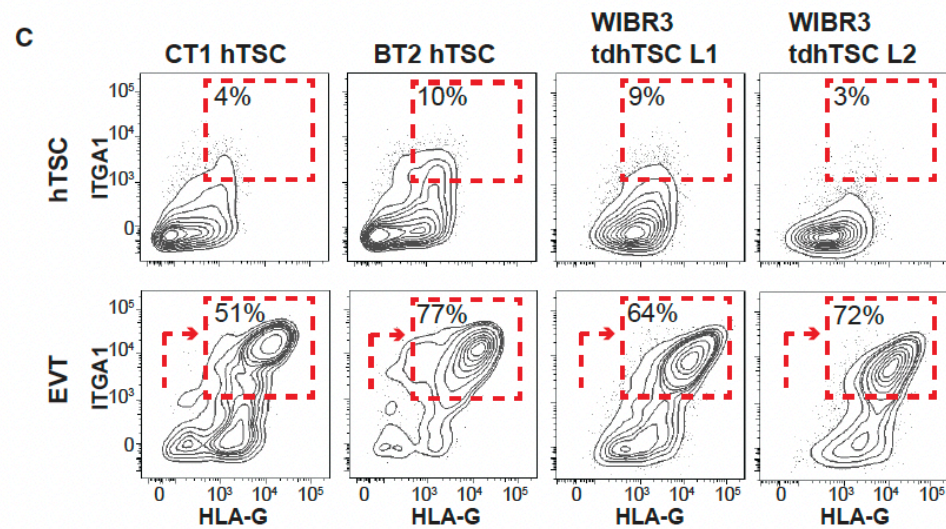 C
CT1 hTSC
BT2 hTSC
WIBR3
tdhTSC L1
WIBR3
tdhTSC L2
hTSC
ITGA1
10⁵
10⁴
10³
0
4%
10%
9%
3%
EVT
ITGA1
10⁵
10⁴
10³
0
51%
77%
64%
72%
0 10³ 10⁴ 10⁵
0 10³ 10⁴ 10⁵
0 10³ 10⁴ 10⁵
0 10³ 10⁴ 10⁵
HLA-G
HLA-G
HLA-G
HLA-G